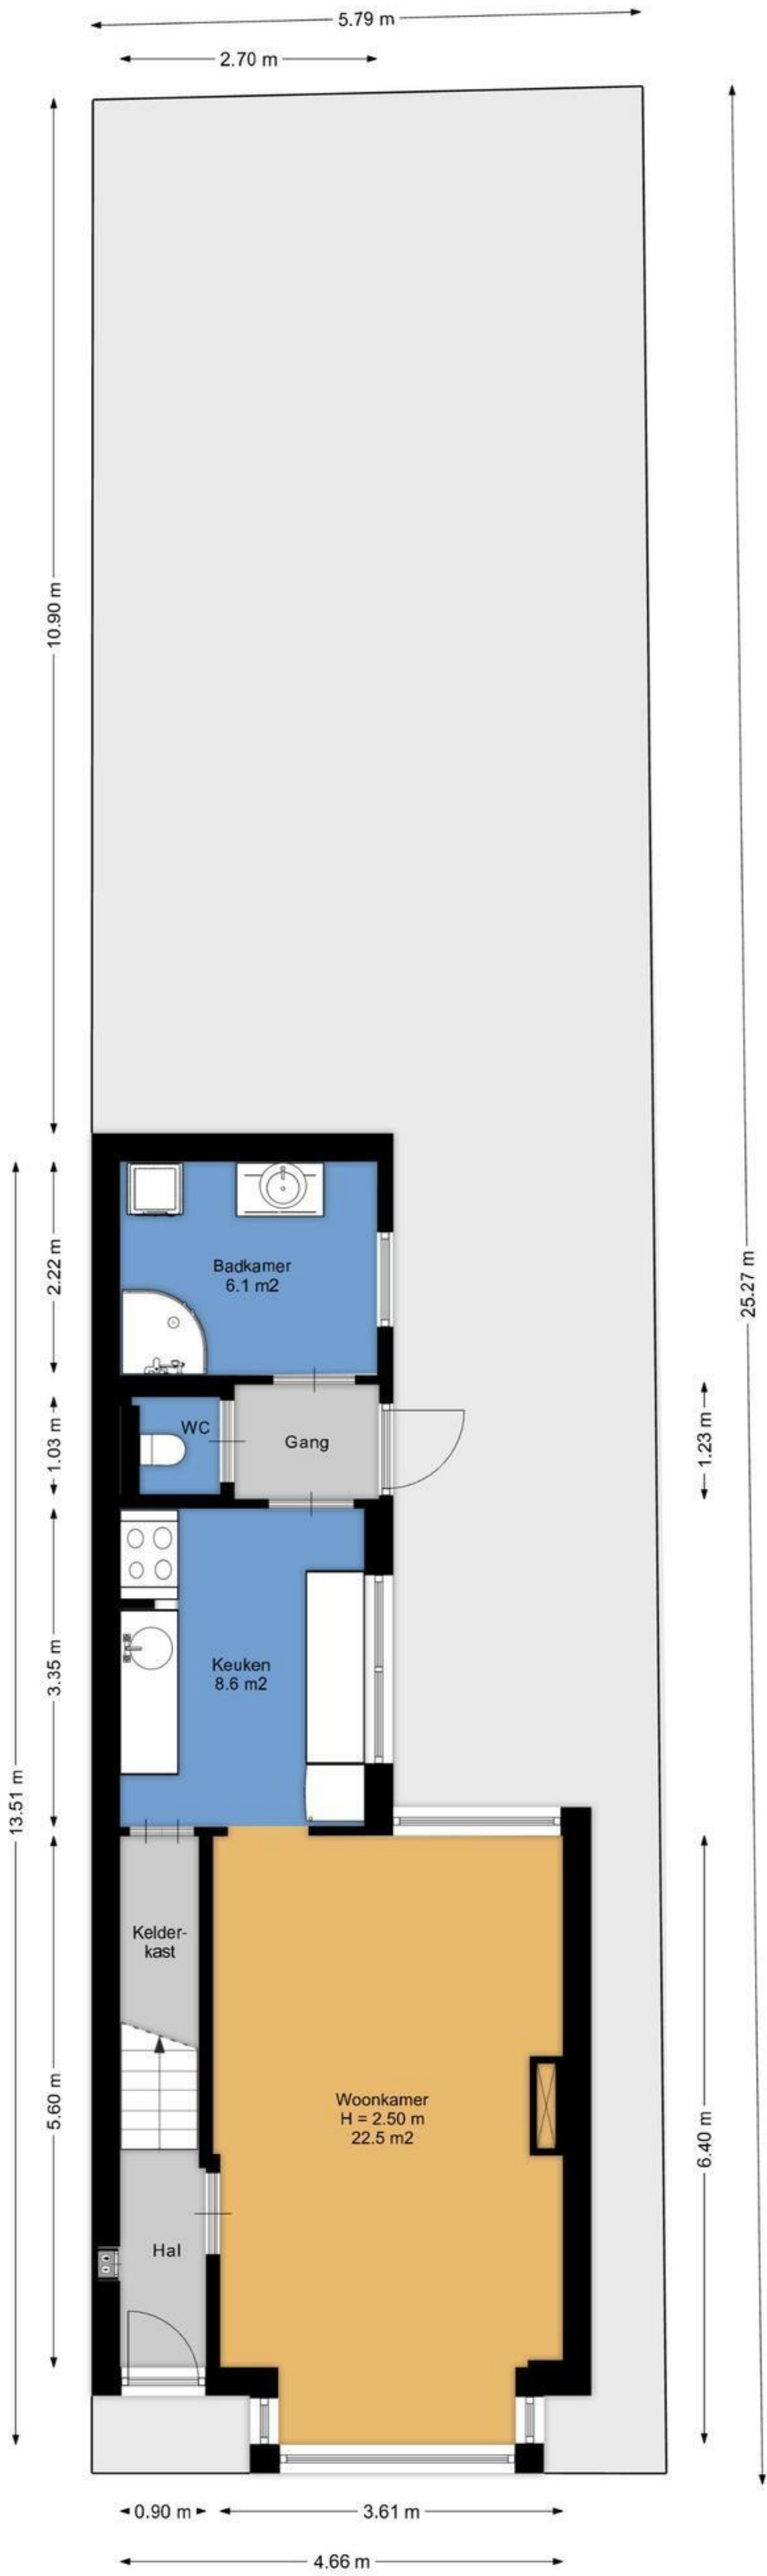 5.79 m
2.70 m
10.90 m
2.22 m
Badkamer
6.1 m2
25.27 m
1.03 m
WC
Gang
1.23 m
3.35 m
Keuken
8.6 m2
13.51 m
Kelder-
kast
5.60 m
Woonkamer
H = 2.50 m
22.5 m2
6.40 m
Hal
0.90 m
3.61 m
4.66 m